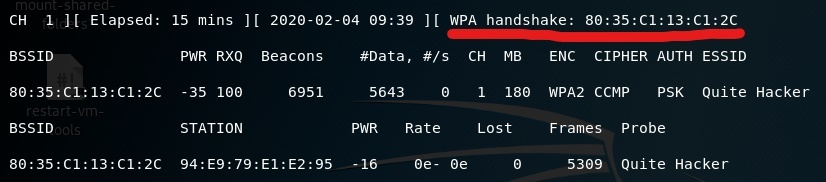 CH 1 ][ Elapsed: 15 mins ][ 2020-02-04 09:39 ][ WPA handshake: 80:35:C1:13:C1:2C
BSSID PWR RXQ Beacons #Data, #/s CH MB ENC CIPHER AUTH ESSID
80:35:C1:13:C1:2C -35 100 6951 5643 0 1 180 WPA2 CCMP PSK Quite Hacker
BSSID STATION PWR Rate Lost Frames Probe
80:35:C1:13:C1:2C 94:E9:79:E1:E2:95 -16 0e- 0e 0 5309 Quite Hacker
mount-shared-
folders
#!
restart-vm-
tools